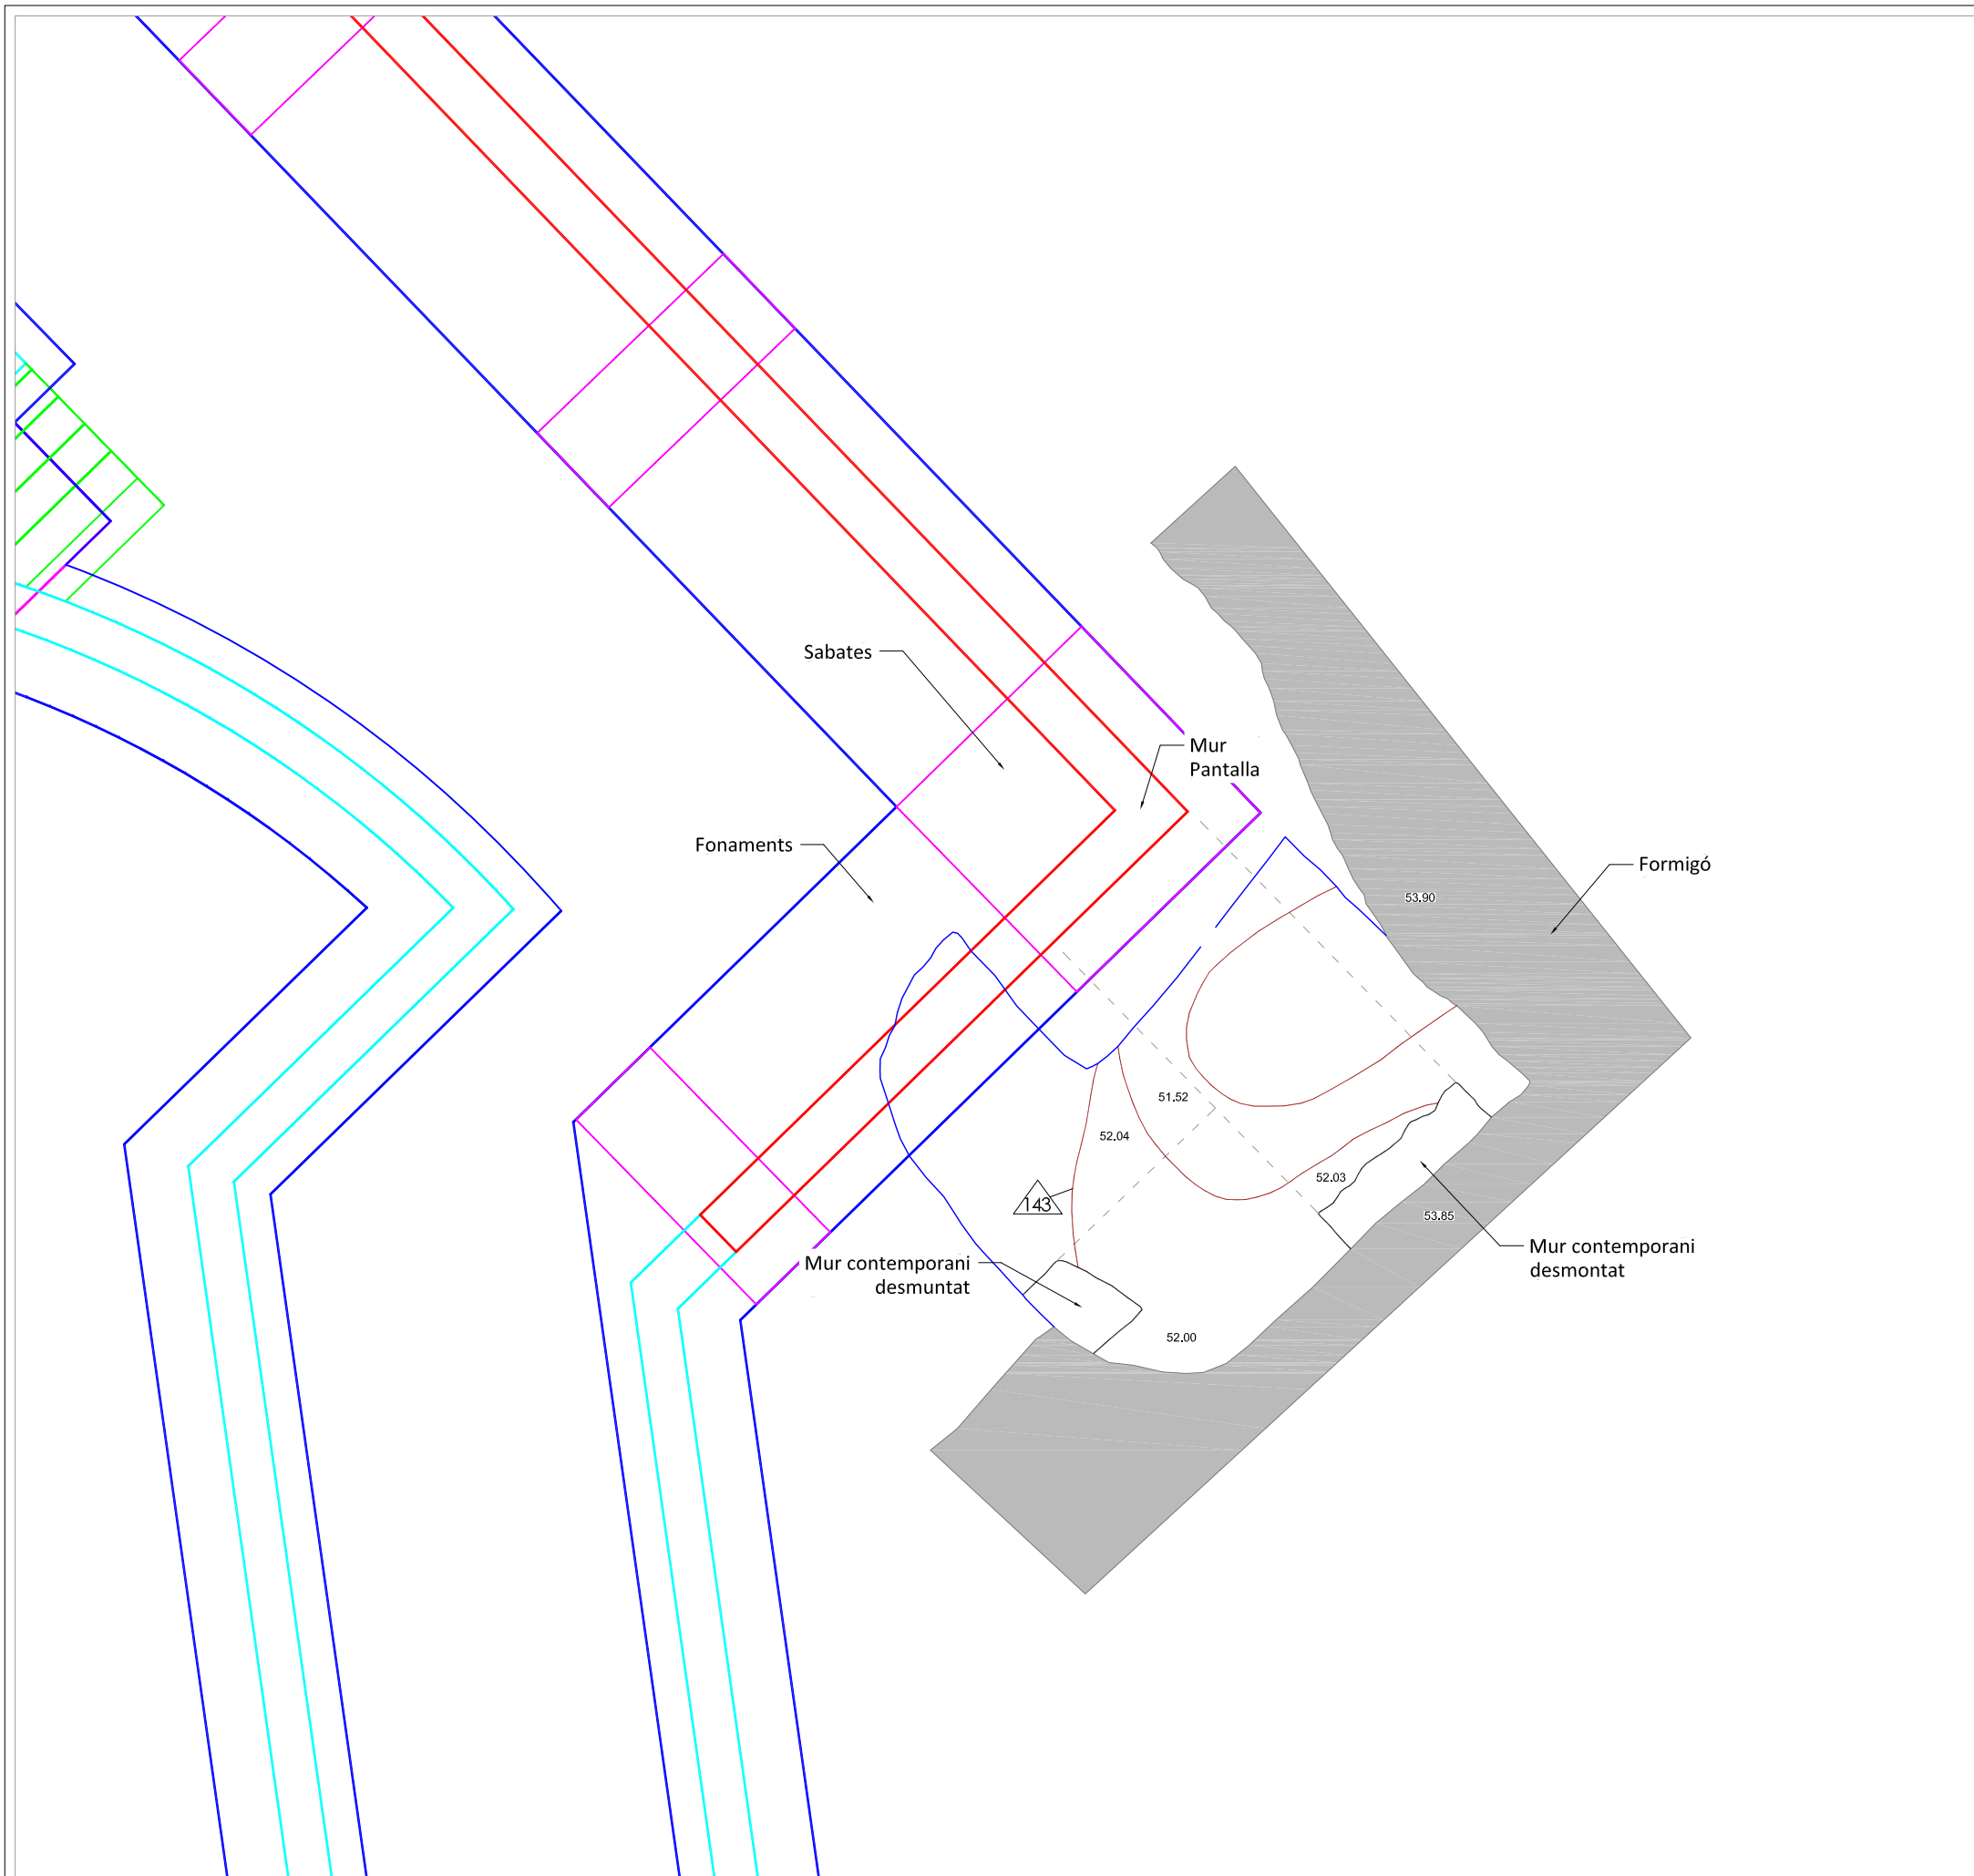 Sabates
Mur
Pantalla
Fonaments
Formigó
53.90
51.52
52.04
52.03
143
53.85
Mur contemporani
desmuntat
Mur contemporani
desmontat
52.00